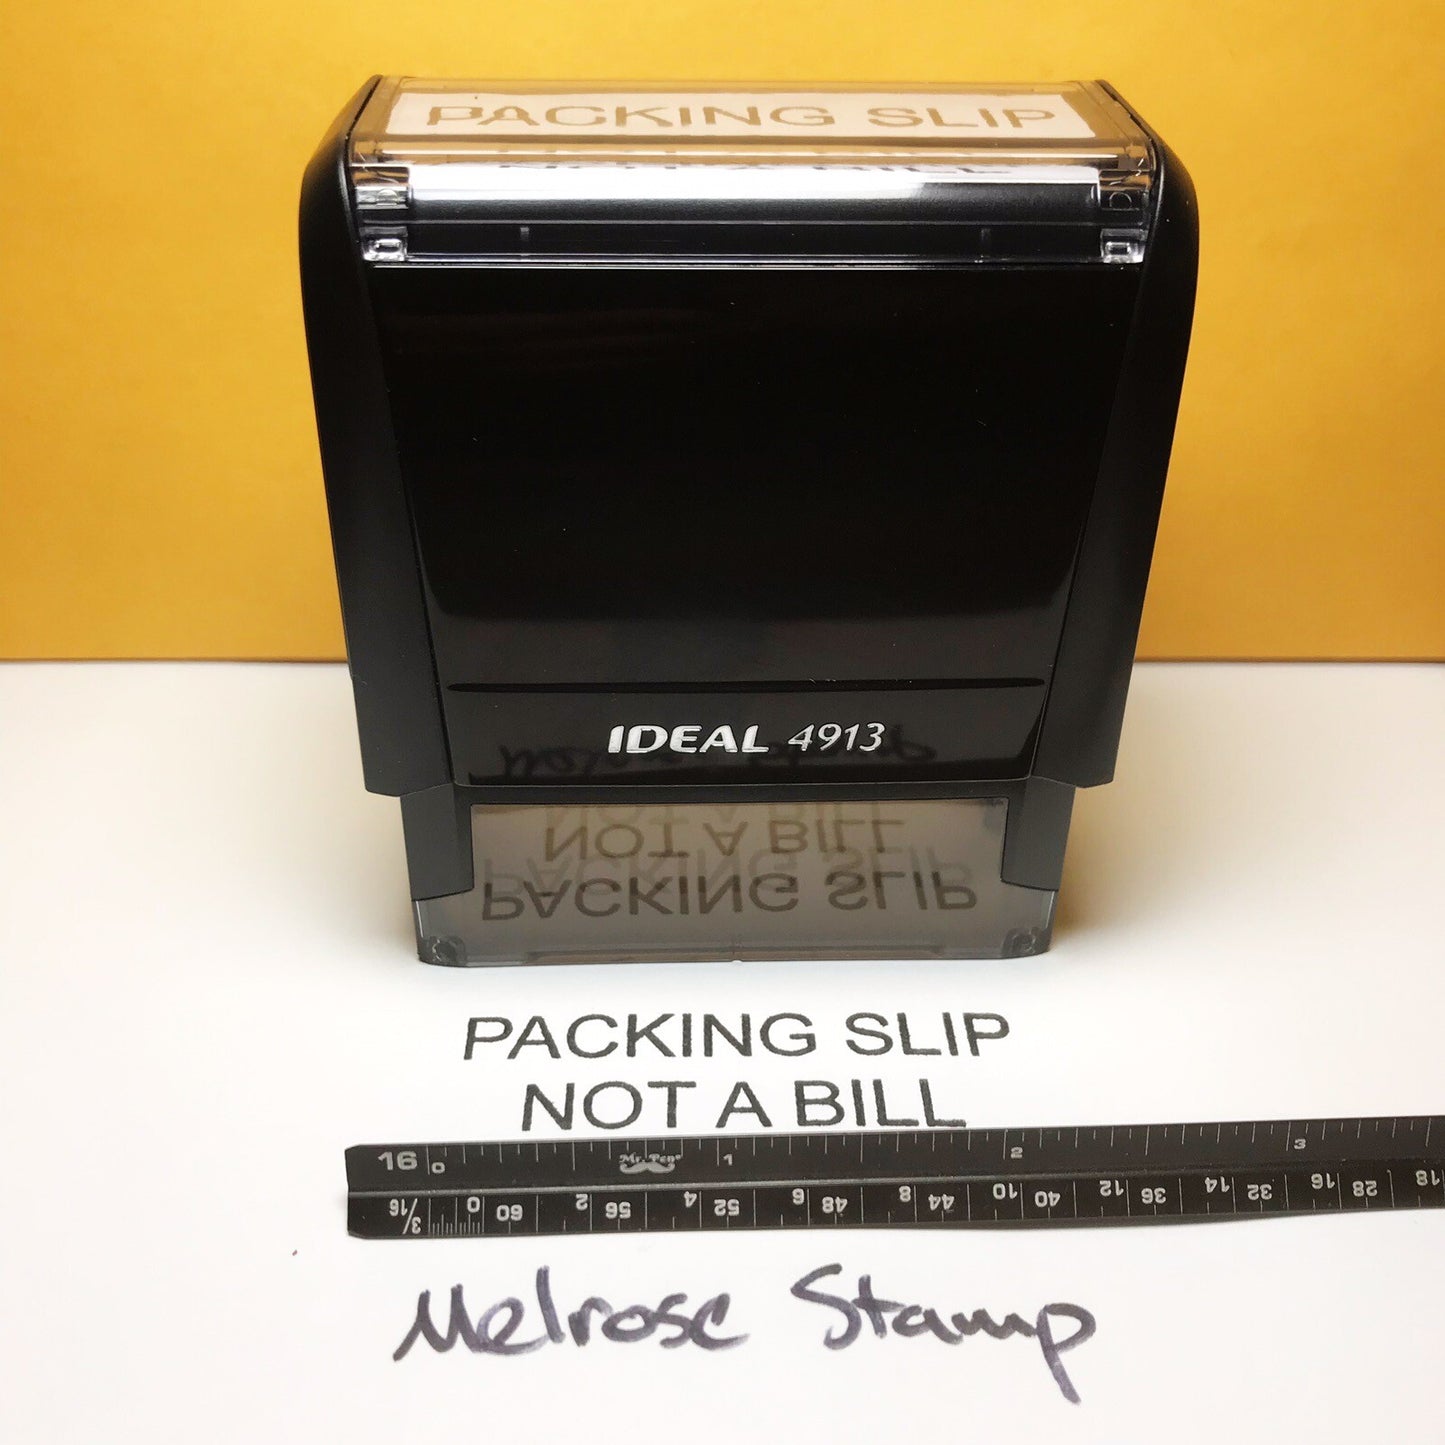 PACKING SLIP
NOT A BILL
IDEAL 4913
NOT A BILL
PACKING SLIP
PACKING SLIP
NOT A BILL
16 0 Mr. Pen® 1 2 3
3/16 0 60 2 56 4 52 6 48 8 44 10 40 12 36 14 32 16 28 18
Melrose Stamp